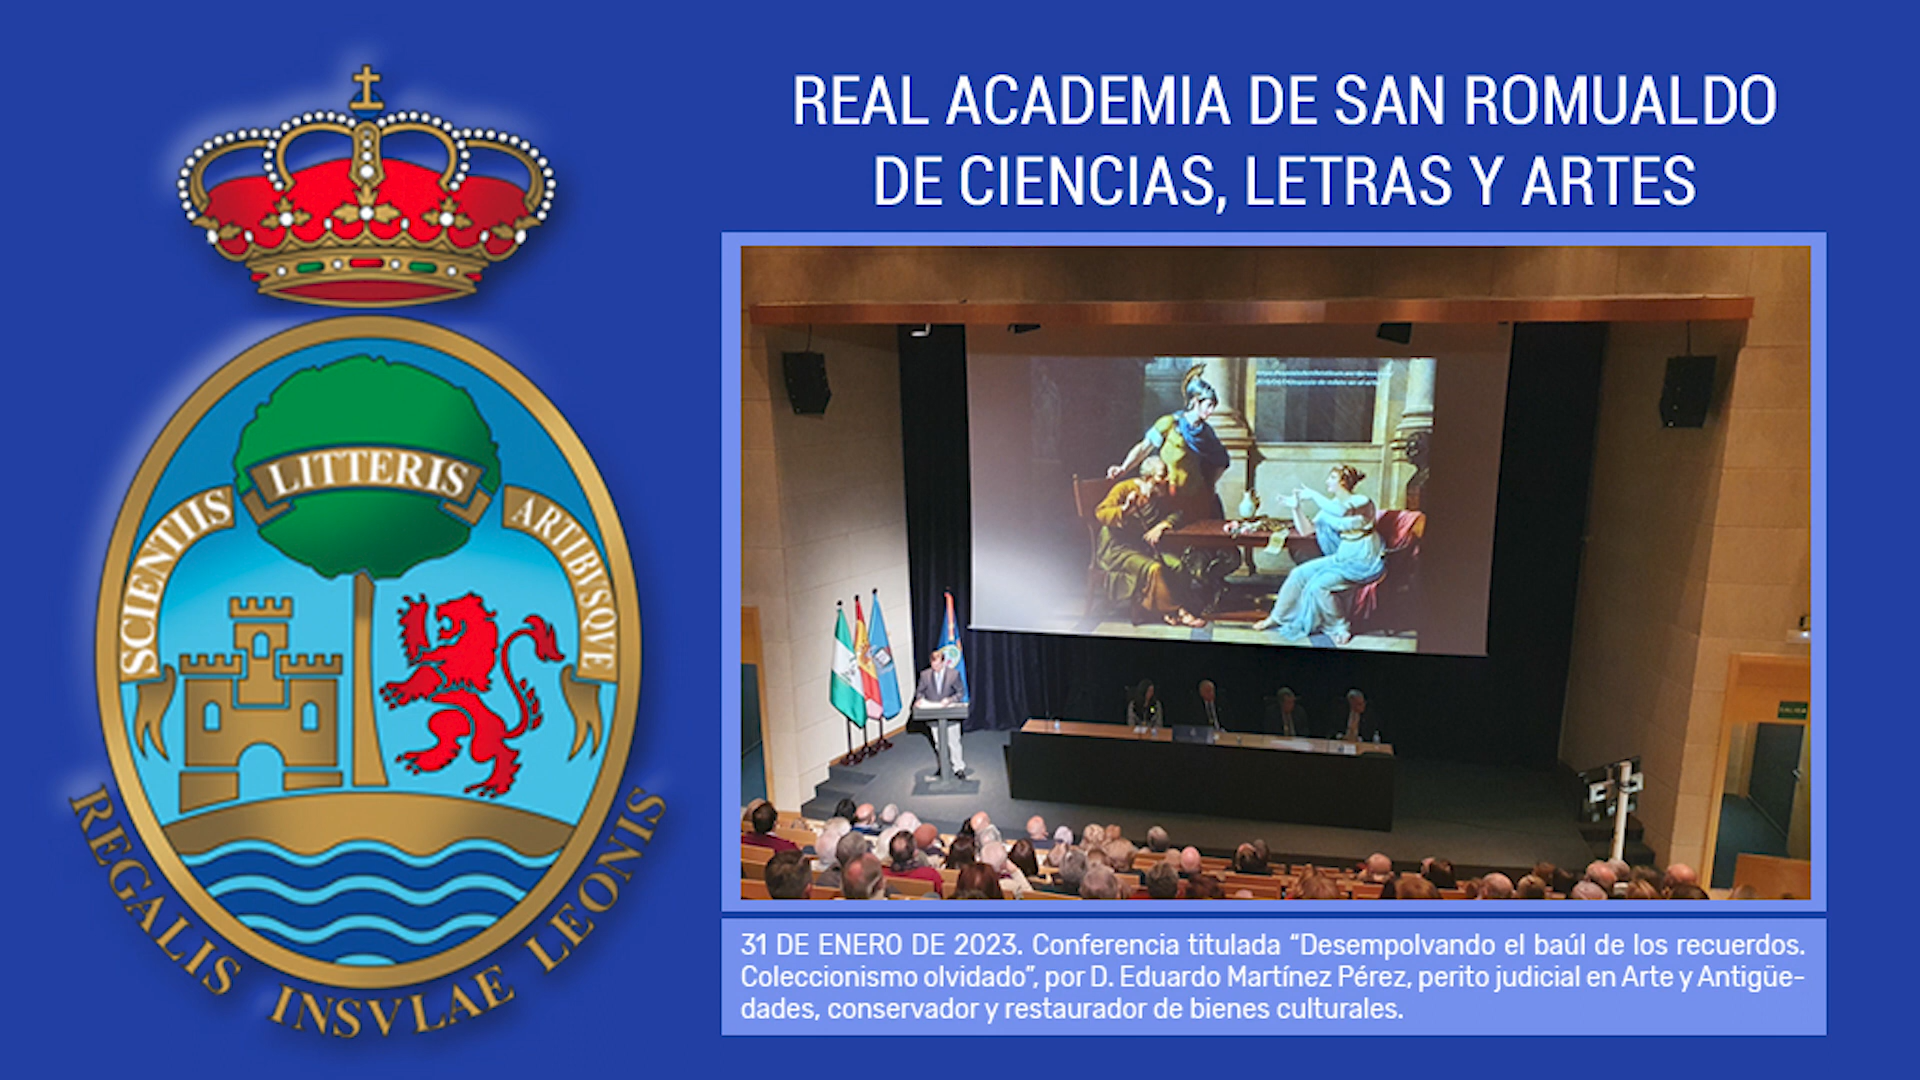 REAL ACADEMIA DE SAN ROMUALDO
DE CIENCIAS, LETRAS Y ARTES
SCIENTIIS
LITTERIS
ARTIBVSQVE
REGALIS INSVLAE LEONIS
SALIDA
31 DE ENERO DE 2023. Conferencia titulada “Desempolvando el baúl de los recuerdos.
Coleccionismo olvidado”, por D. Eduardo Martínez Pérez, perito judicial en Arte y Antigüe-
dades, conservador y restaurador de bienes culturales.